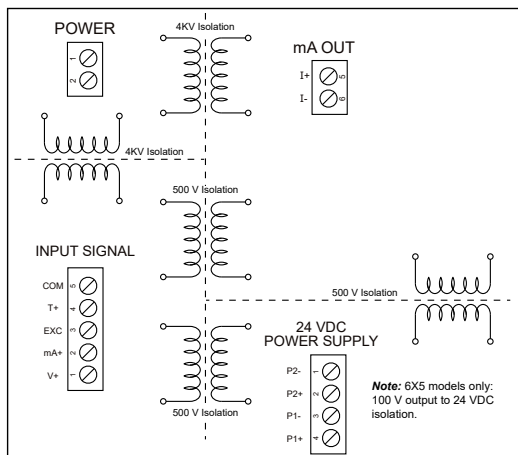 POWER
1
2
4KV Isolation
mA OUT
I+ 5
I- 6
4KV Isolation
500 V Isolation
INPUT SIGNAL
COM 5
T+ 4
EXC 3
mA+ 2
V+ 1
500 V Isolation
24 VDC
POWER SUPPLY
P2- 1
P2+ 2
P1- 3
P1+ 4
500 V Isolation
Note: 6X5 models only:
100 V output to 24 VDC
isolation.